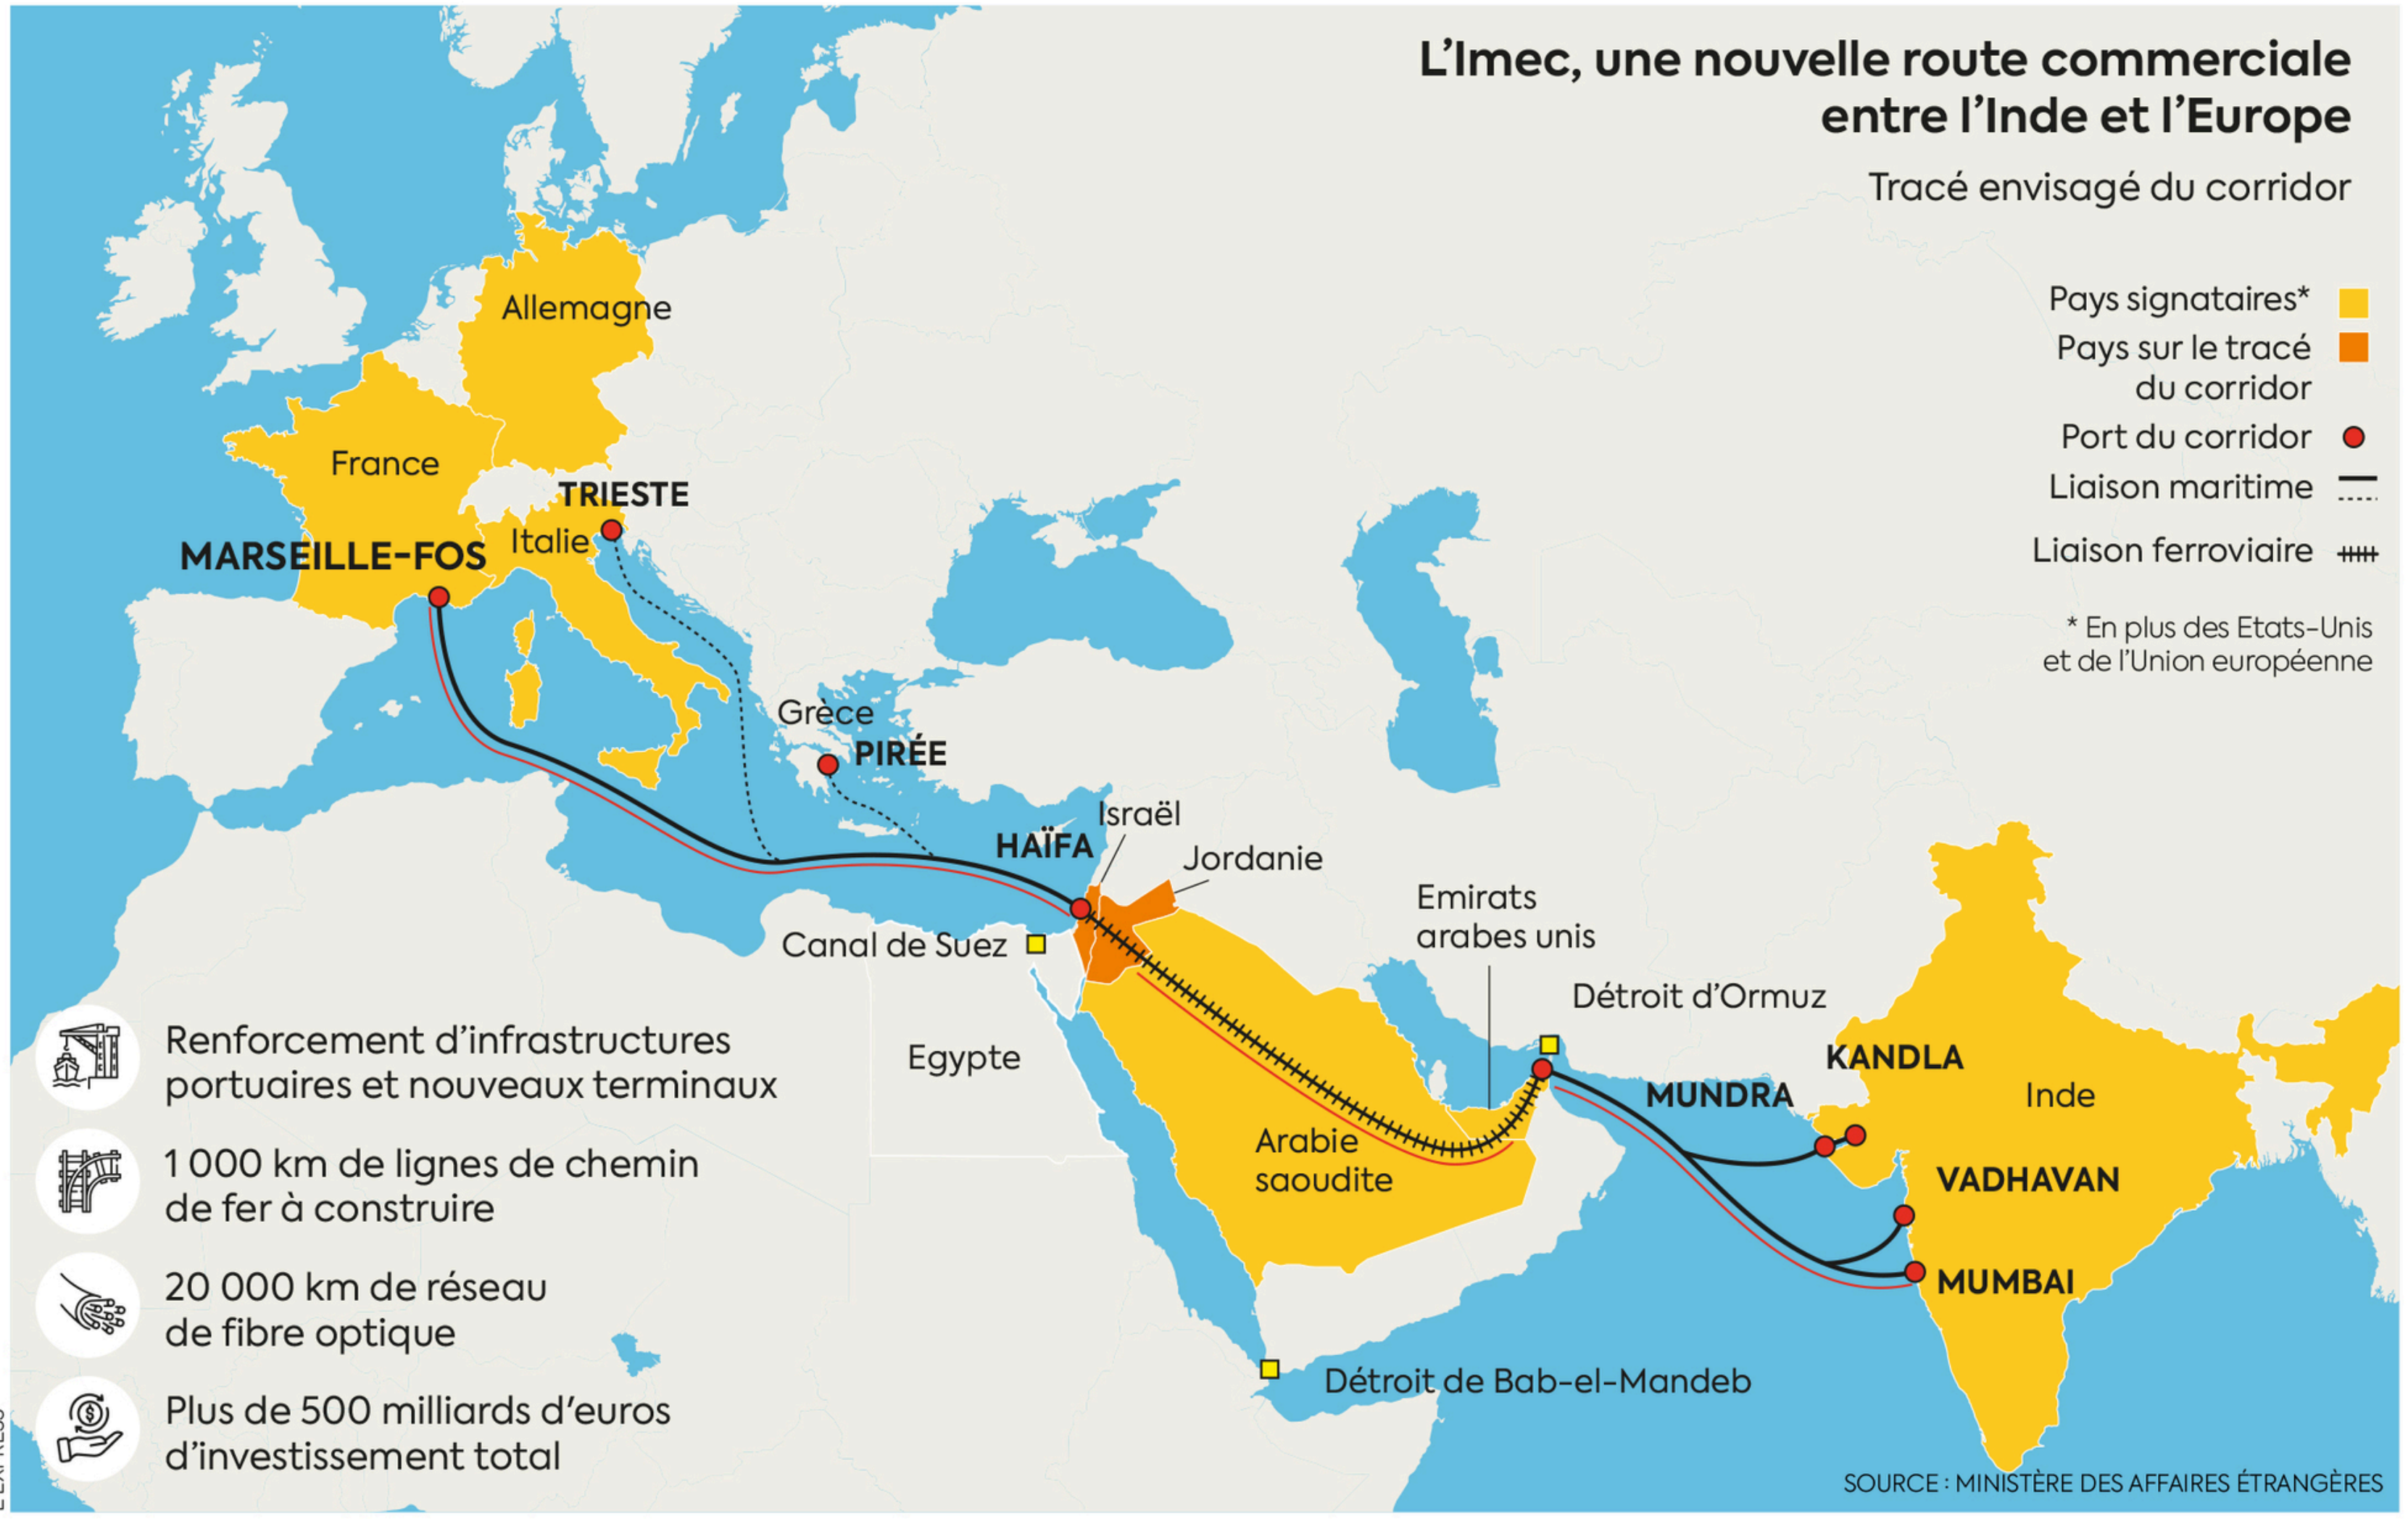 L'Imec, une nouvelle route commerciale
entre l'Inde et l'Europe
Tracé envisagé du corridor
Pays signataires*
Pays sur le tracé
du corridor
Port du corridor
Liaison maritime
Liaison ferroviaire
* En plus des Etats-Unis
et de l'Union européenne
Allemagne
France
TRIESTE
Italie
MARSEILLE-FOS
Grèce
PIRÉE
Israël
HAÏFA
Jordanie
Emirats
arabes unis
Canal de Suez
Détroit d'Ormuz
Egypte
KANDLA
MUNDRA
Inde
Arabie
saoudite
VADHAVAN
MUMBAI
Détroit de Bab-el-Mandeb
Renforcement d'infrastructures
portuaires et nouveaux terminaux
1 000 km de lignes de chemin
de fer à construire
20 000 km de réseau
de fibre optique
$
Plus de 500 milliards d'euros
d'investissement total
SOURCE : MINISTÈRE DES AFFAIRES ÉTRANGÈRES